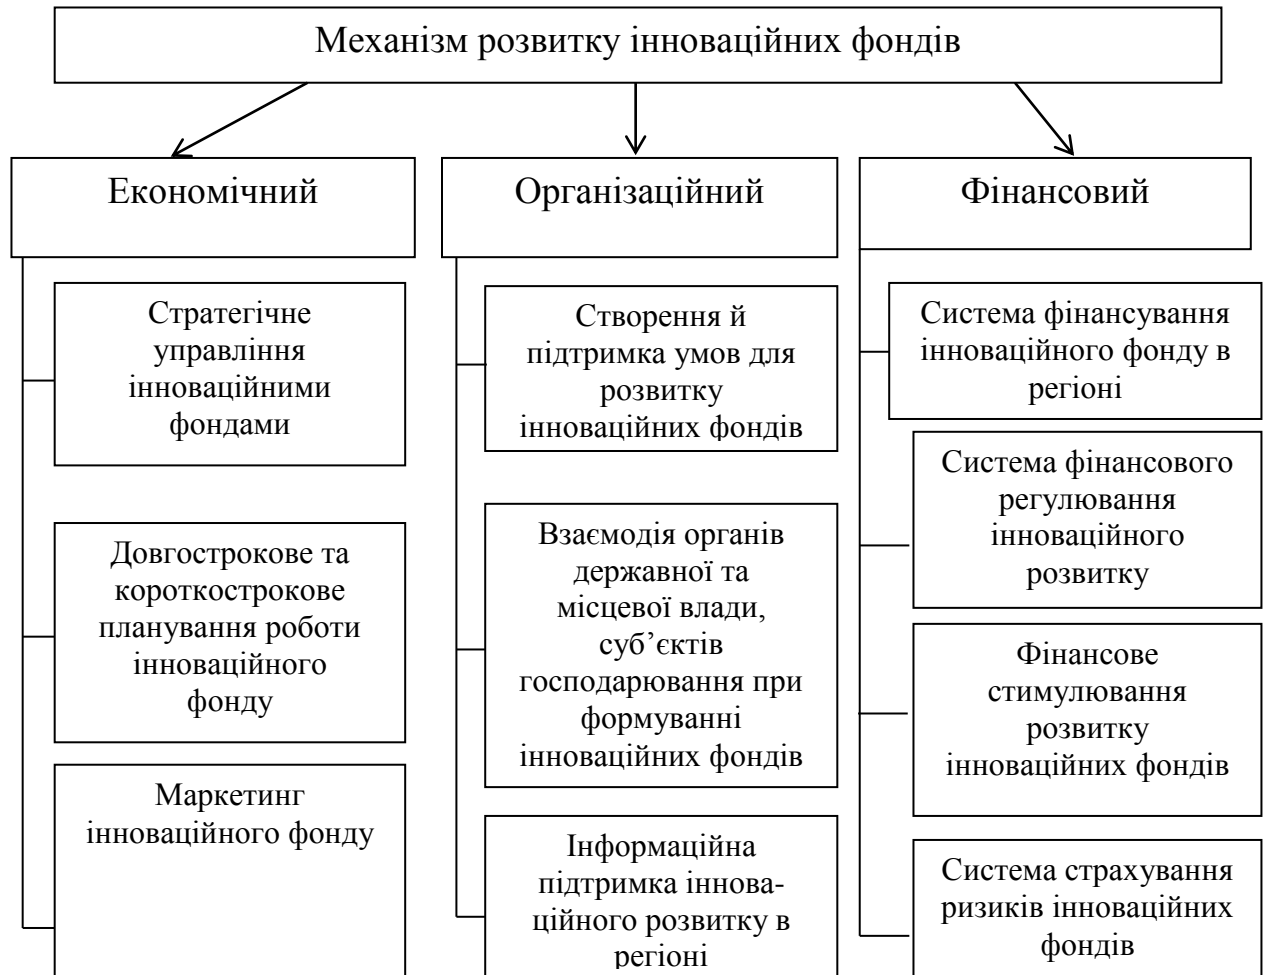 Механізм розвитку інноваційних фондів
Економічний
Стратегічне
управління
інноваційними
фондами
Довгострокове та
короткострокове
планування роботи
інноваційного
фонду
Маркетинг
інноваційного фонду
Організаційний
Створення й
підтримка умов для
розвитку
інноваційних фондів
Взаємодія органів
державної та
місцевої влади,
суб’єктів
господарювання при
формуванні
інноваційних фондів
Інформаційна
підтримка іннова-
ційного розвитку в
регіоні
Фінансовий
Система фінансування
інноваційного фонду в
регіоні
Система фінансового
регулювання
інноваційного
розвитку
Фінансове
стимулювання
розвитку
інноваційних фондів
Система страхування
ризиків інноваційних
фондів